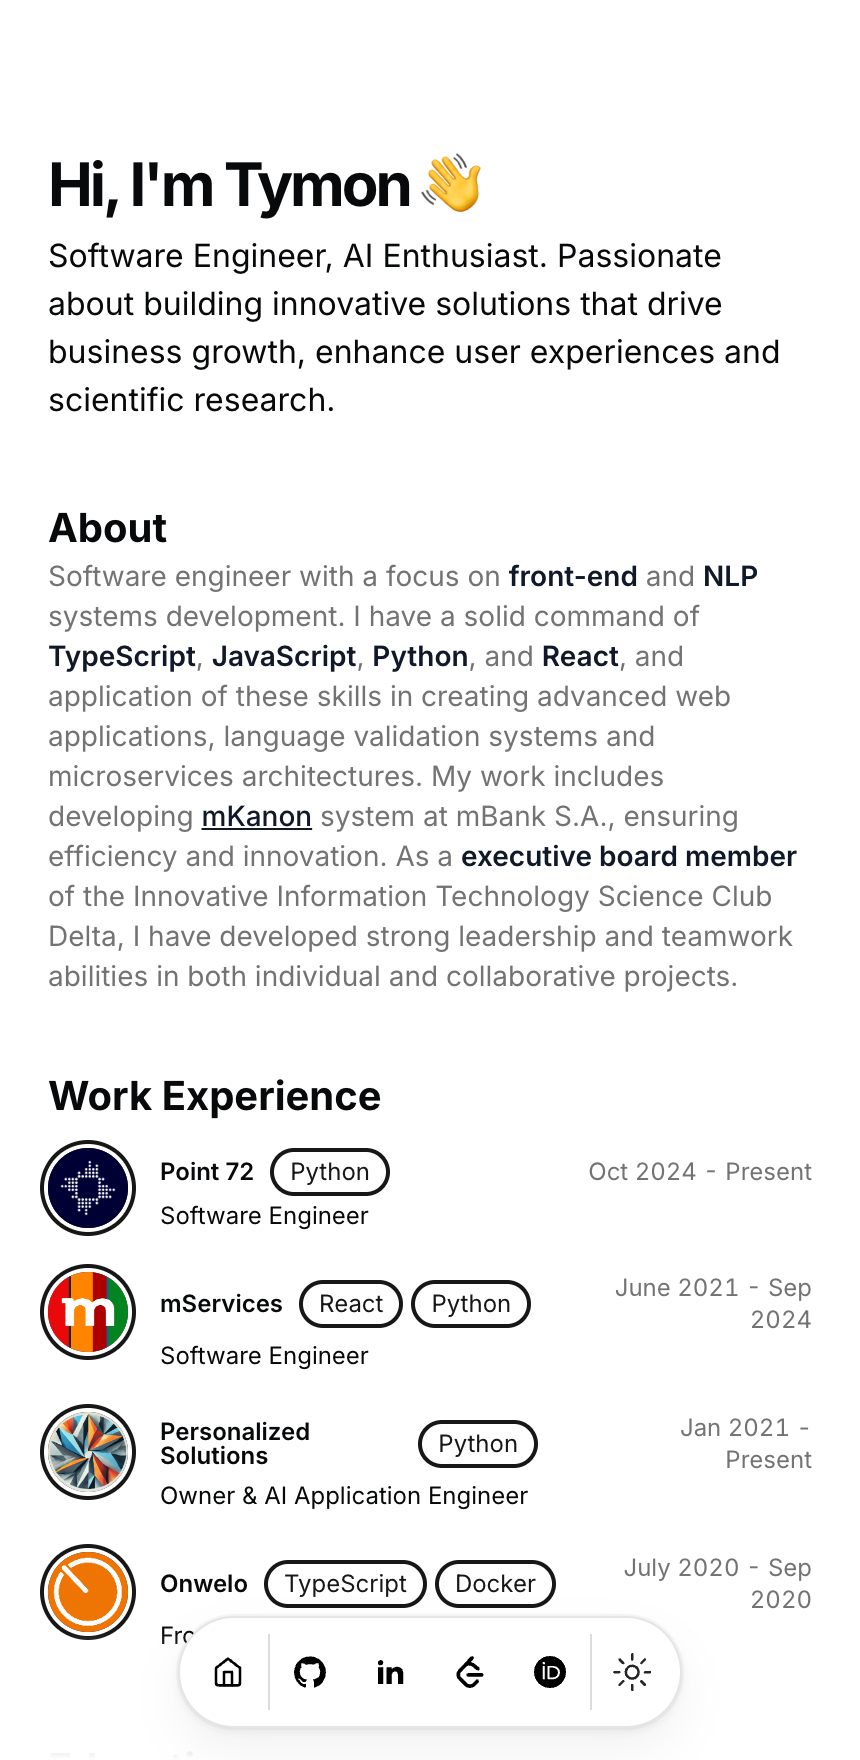 Hi, I'm Tymon 👋
Software Engineer, AI Enthusiast. Passionate
about building innovative solutions that drive
business growth, enhance user experiences and
scientific research.
About
Software engineer with a focus on front-end and NLP
systems development. I have a solid command of
TypeScript, JavaScript, Python, and React, and
application of these skills in creating advanced web
applications, language validation systems and
microservices architectures. My work includes
developing mKanon system at mBank S.A., ensuring
efficiency and innovation. As a executive board member
of the Innovative Information Technology Science Club
Delta, I have developed strong leadership and teamwork
abilities in both individual and collaborative projects.
Work Experience
Point 72 Python Oct 2024 - Present
Software Engineer
m
mServices React Python June 2021 - Sep
2024
Software Engineer
Personalized
Solutions
Python
Jan 2021 -
Present
Owner & AI Application Engineer
Onwelo TypeScript Docker July 2020 - Sep
2020
in
iD